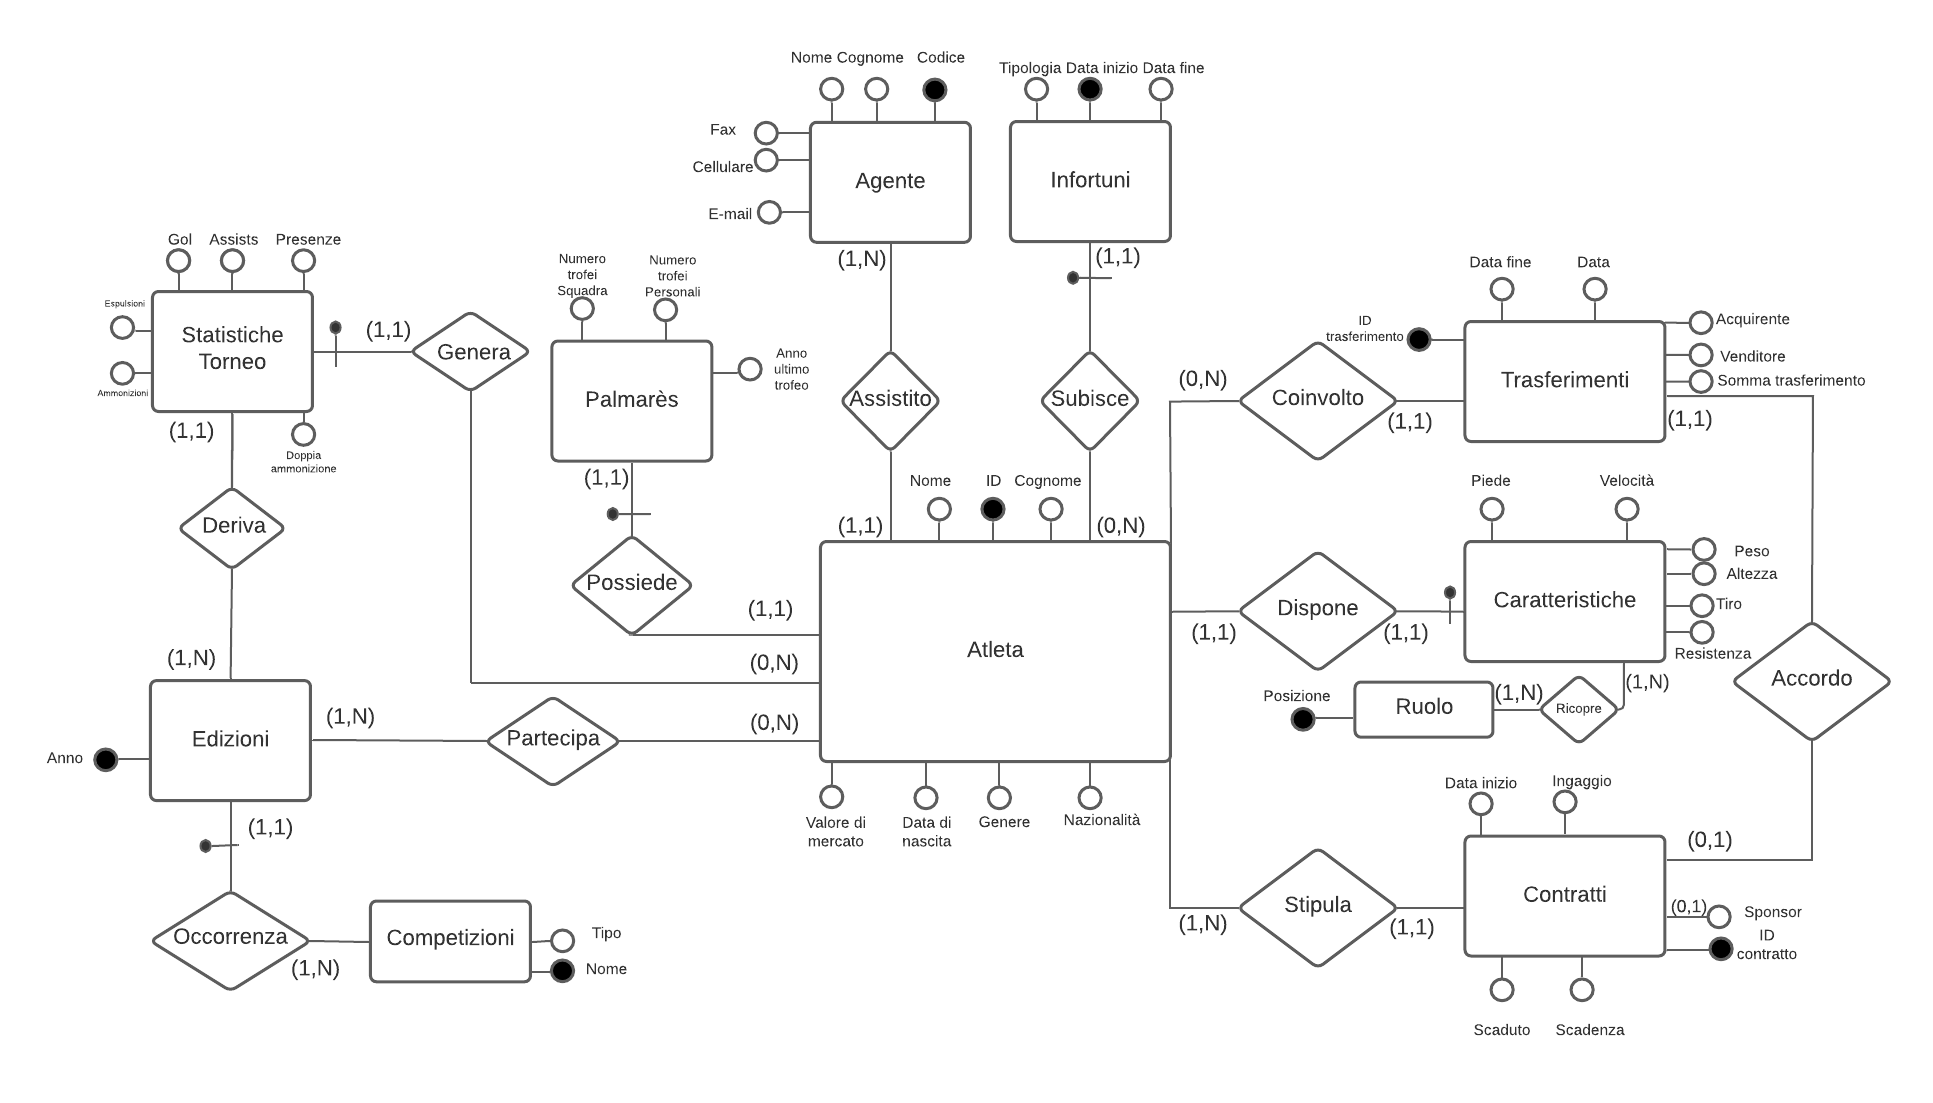 Nome Cognome Codice
Tipologia Data inizio Data fine
Fax
Cellulare
E-mail
Agente
Infortuni
(1,N)
(1,1)
Gol Assists Presenze
Espulsioni
Ammonizioni
Statistiche
Torneo
(1,1)
Genera
(1,1)
Doppia
ammonizione
Numero
trofei
Squadra
Numero
trofei
Personali
Anno
ultimo
trofeo
Palmarès
(1,1)
Assistito
Subisce
Data fine Data
ID
trasferimento
Acquirente
Venditore
Somma trasferimento
Trasferimenti
(0,N)
Coinvolto
(1,1)
(1,1)
Deriva
Possiede
Nome ID Cognome
(1,1)
(0,N)
Piede Velocità
Peso
Altezza
Tiro
Resistenza
Caratteristiche
Dispone
(1,1)
(1,1)
(1,1)
(0,N)
(0,N)
Atleta
(1,N)
(1,N)
Edizioni
Partecipa
Anno
Posizione
Ruolo
(1,N)
Ricopre
(1,N)
Accordo
Valore di
mercato
Data di
nascita
Genere
Nazionalità
(1,1)
Occorrenza
(1,N)
Competizioni
Tipo
Nome
Data inizio Ingaggio
(0,1)
Stipula
(1,N)
(1,1)
Contratti
(0,1)
Sponsor
ID
contratto
Scaduto Scadenza